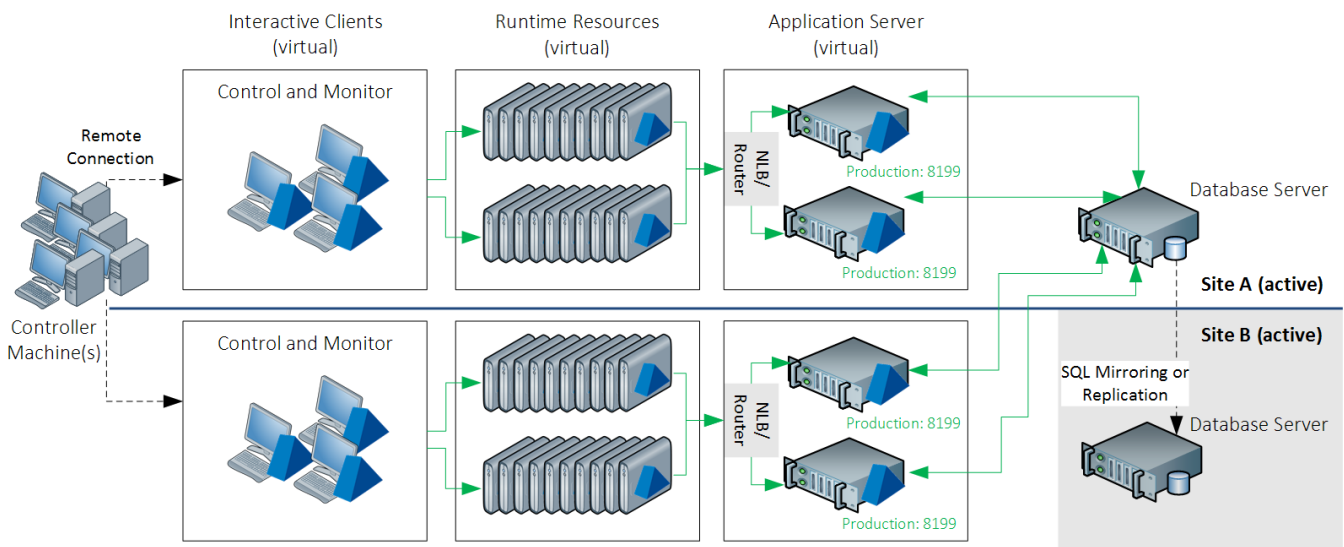 Interactive Clients
(virtual)
Runtime Resources
(virtual)
Application Server
(virtual)
Control and Monitor
Remote
Connection
NLB/
Router
Production: 8199
Production: 8199
Database Server
Site A (active)
Controller
Machine(s)
Control and Monitor
NLB/
Router
Production: 8199
Production: 8199
Site B (active)
SQL Mirroring or
Replication
Database Server